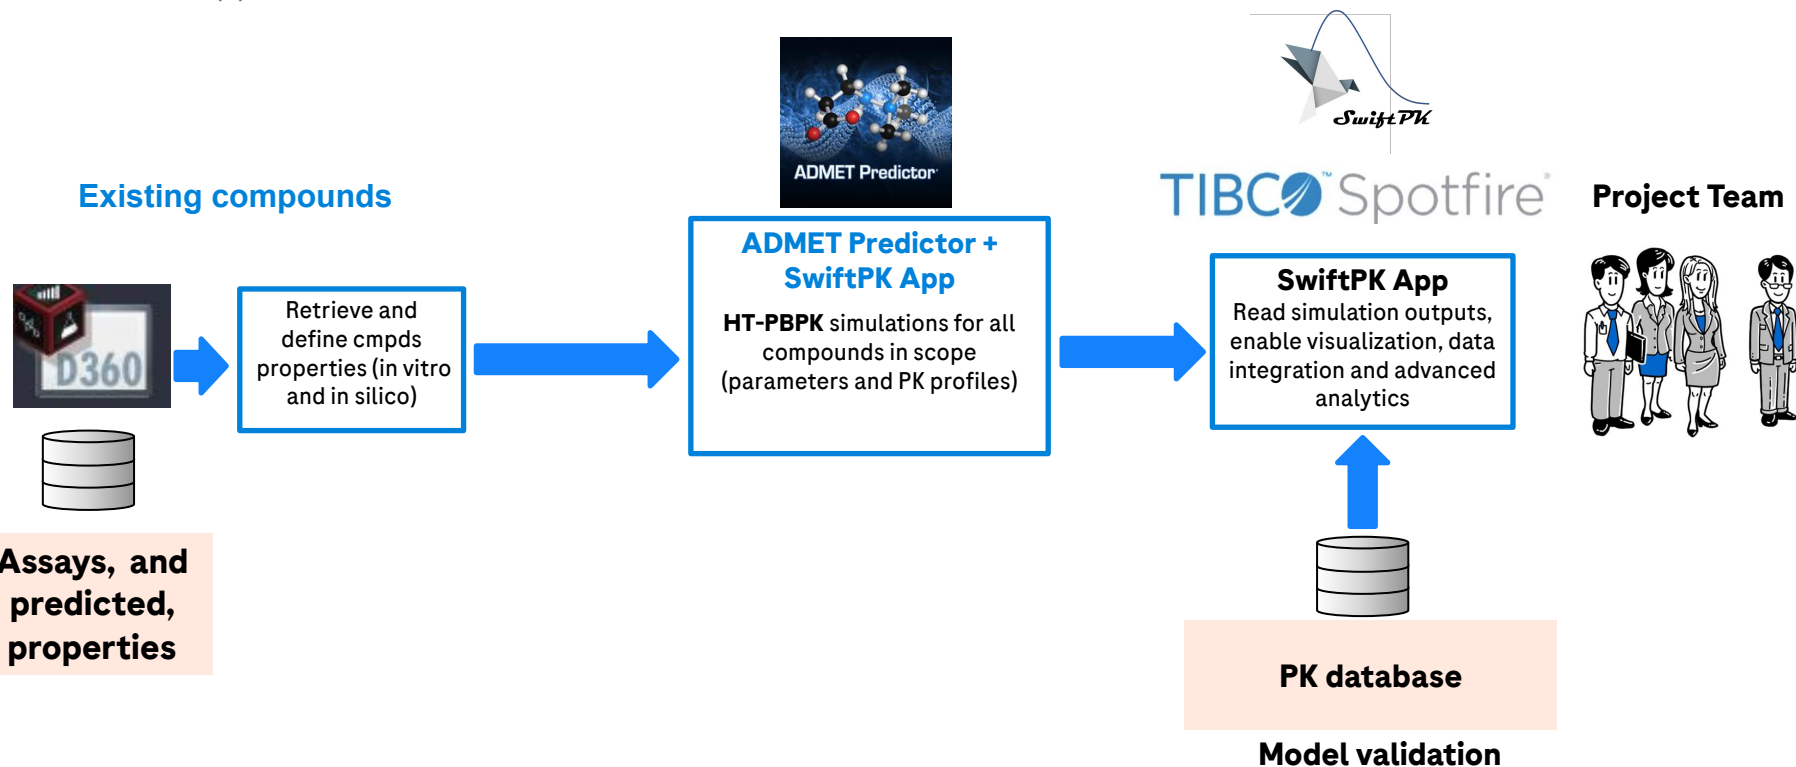 Existing compounds
D360
Retrieve and
define cmpds
properties (in vitro
and in silico)
Assays, and
predicted,
properties
ADMET Predictor
ADMET Predictor +
SwiftPK App
HT-PBPK simulations for all
compounds in scope
(parameters and PK profiles)
SwiftPK
TIBCO™ Spotfire®
SwiftPK App
Read simulation outputs,
enable visualization, data
integration and advanced
analytics
Project Team
PK database
Model validation